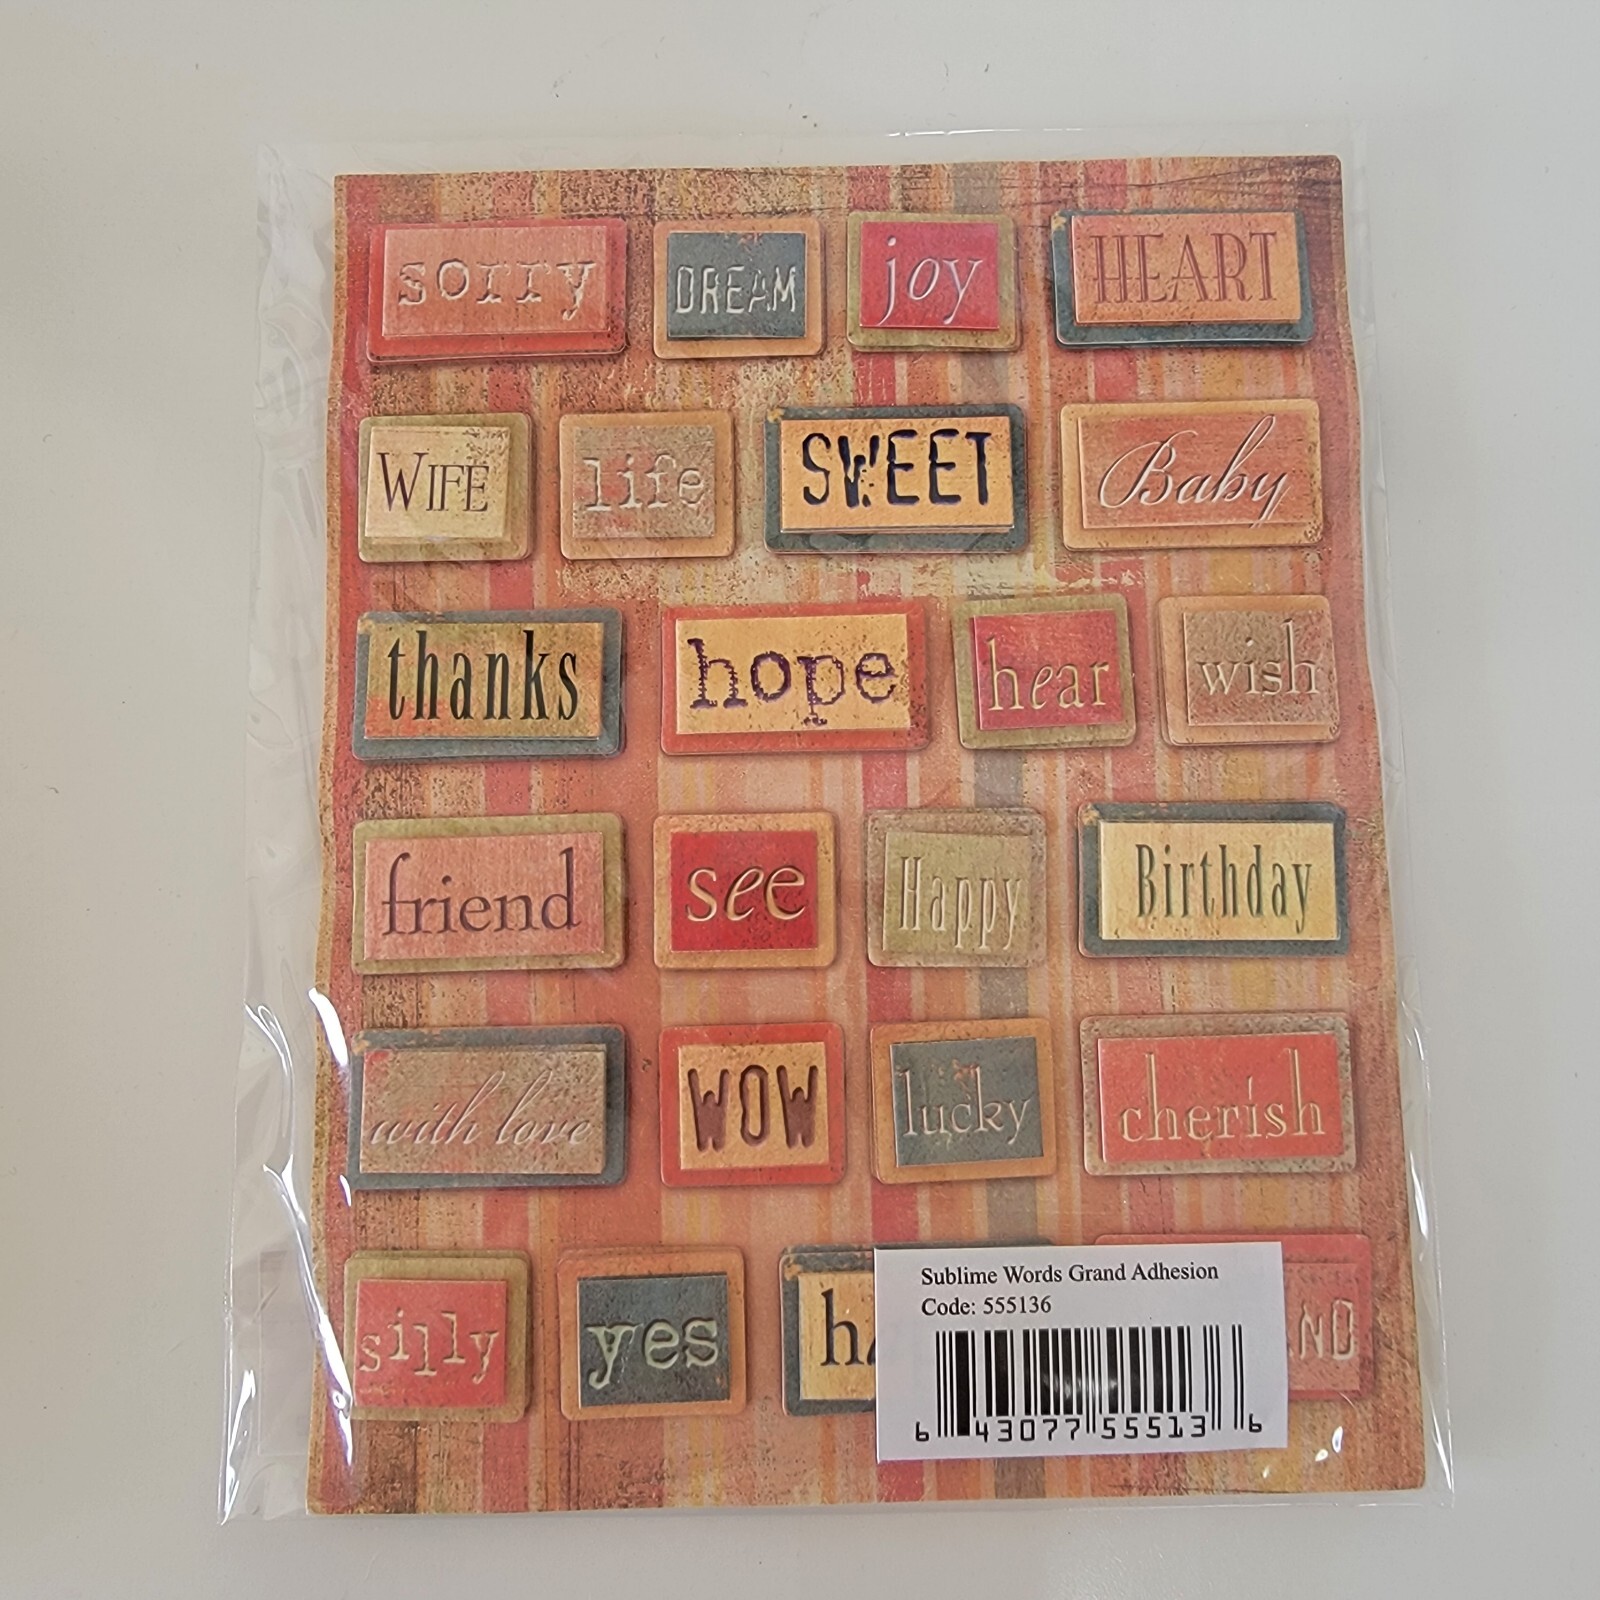 sorry DREAM joy HEART
WIFE life SWEET Baby
thanks hope hear wish
friend see Happy Birthday
with love WOW lucky cherish
silly yes
Sublime Words Grand Adhesion
Code: 555136
6 43077 55513 6